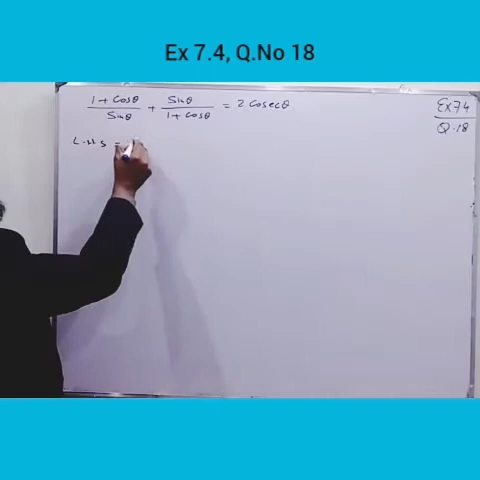 Ex 7.4, Q.No 18
1 + Cosθ / Sinθ + Sinθ / 1 + Cosθ = 2 Cosecθ
Ex 7.4
Q.18
L.H.S =